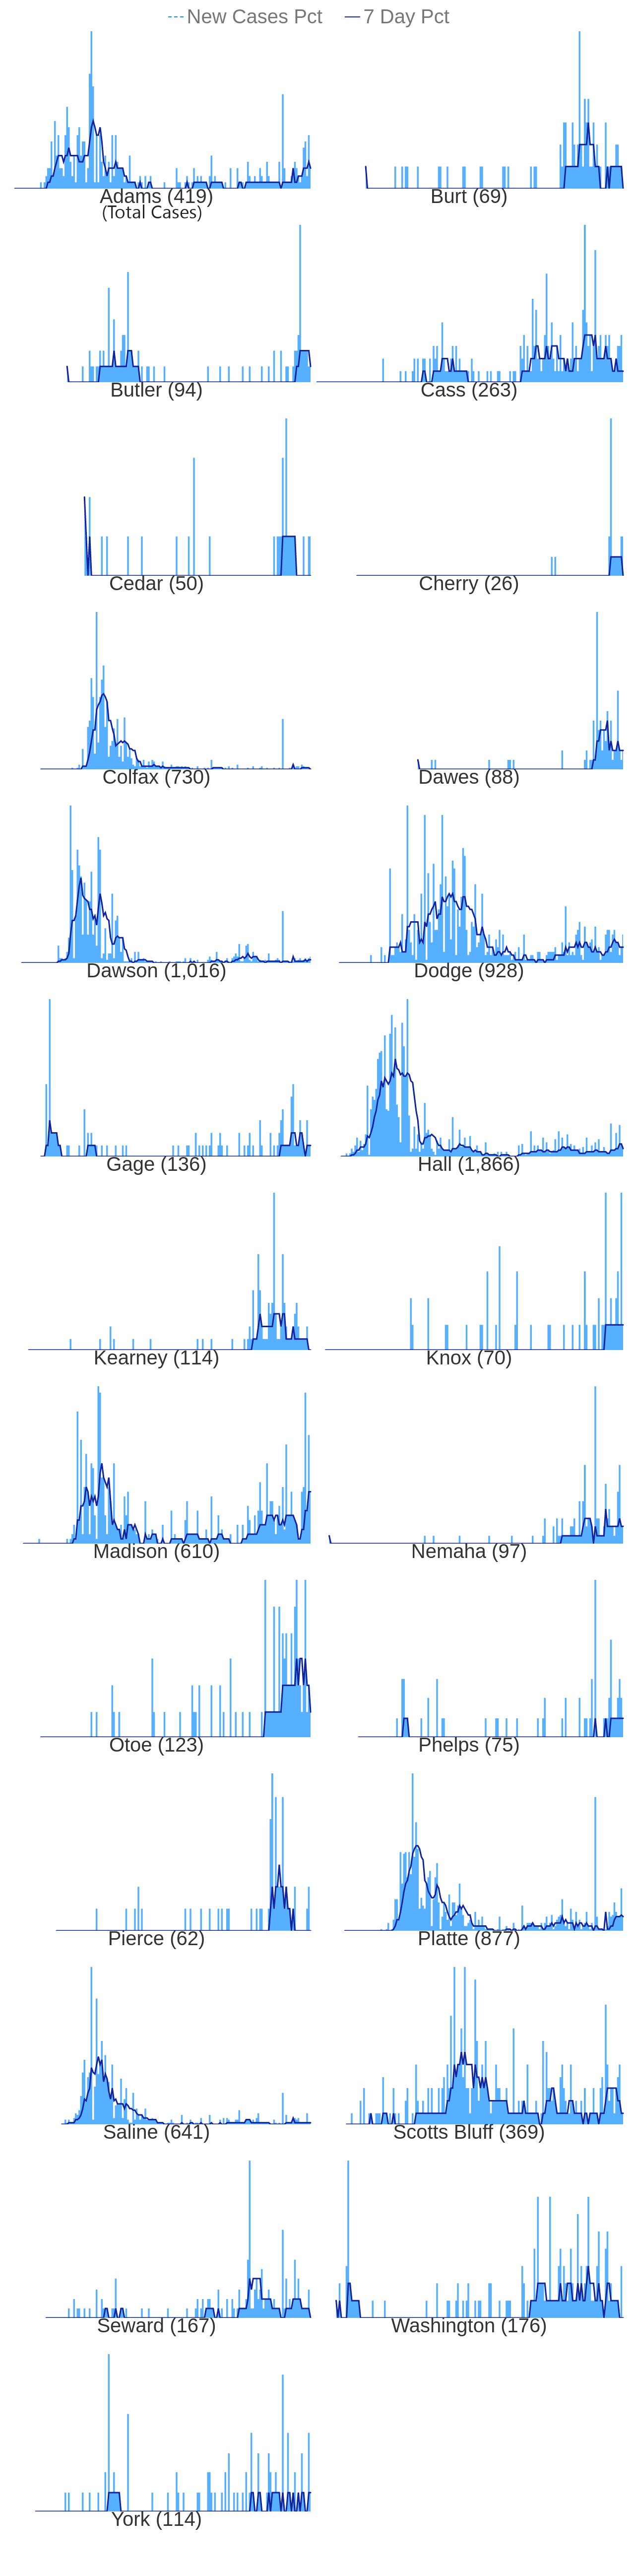 New Cases Pct 7 Day Pct
Adams (419) Burt (69)
(Total Cases)
Butler (94) Cass (263)
Cedar (50) Cherry (26)
Colfax (730) Dawes (88)
Dawson (1,016) Dodge (928)
Gage (136) Hall (1,866)
Kearney (114) Knox (70)
Madison (610) Nemaha (97)
Otoe (123) Phelps (75)
Pierce (62) Platte (877)
Saline (641) Scotts Bluff (369)
Seward (167) Washington (176)
York (114)